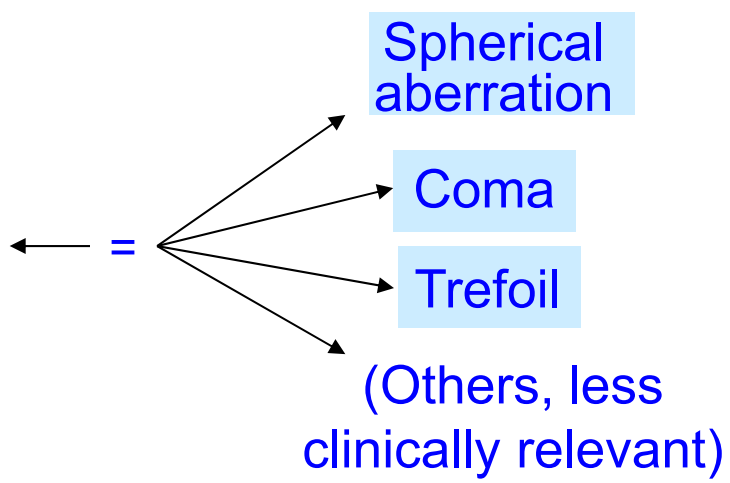 Spherical
aberration
Coma
=
Trefoil
(Others, less
clinically relevant)